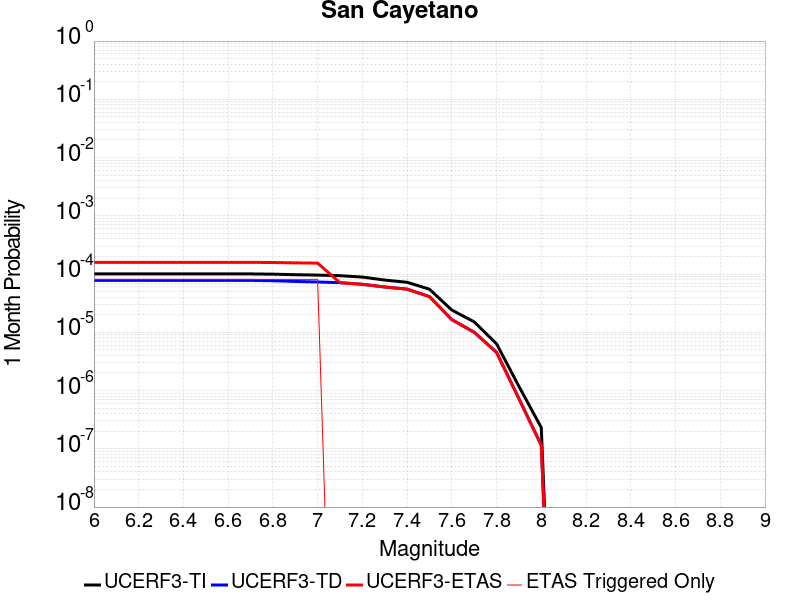 San Cayetano
10^0
10^-1
10^-2
10^-3
10^-4
10^-5
10^-6
10^-7
10^-8
1 Month Probability
6 6.2 6.4 6.6 6.8 7 7.2 7.4 7.6 7.8 8 8.2 8.4 8.6 8.8 9
Magnitude
UCERF3-TI UCERF3-TD UCERF3-ETAS ETAS Triggered Only